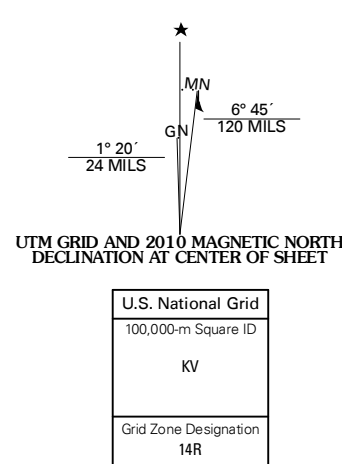 ★
MN
GN
6° 45´
120 MILS
1° 20´
24 MILS
UTM GRID AND 2010 MAGNETIC NORTH
DECLINATION AT CENTER OF SHEET
U.S. National Grid
100,000-m Square ID
KV
Grid Zone Designation
14R